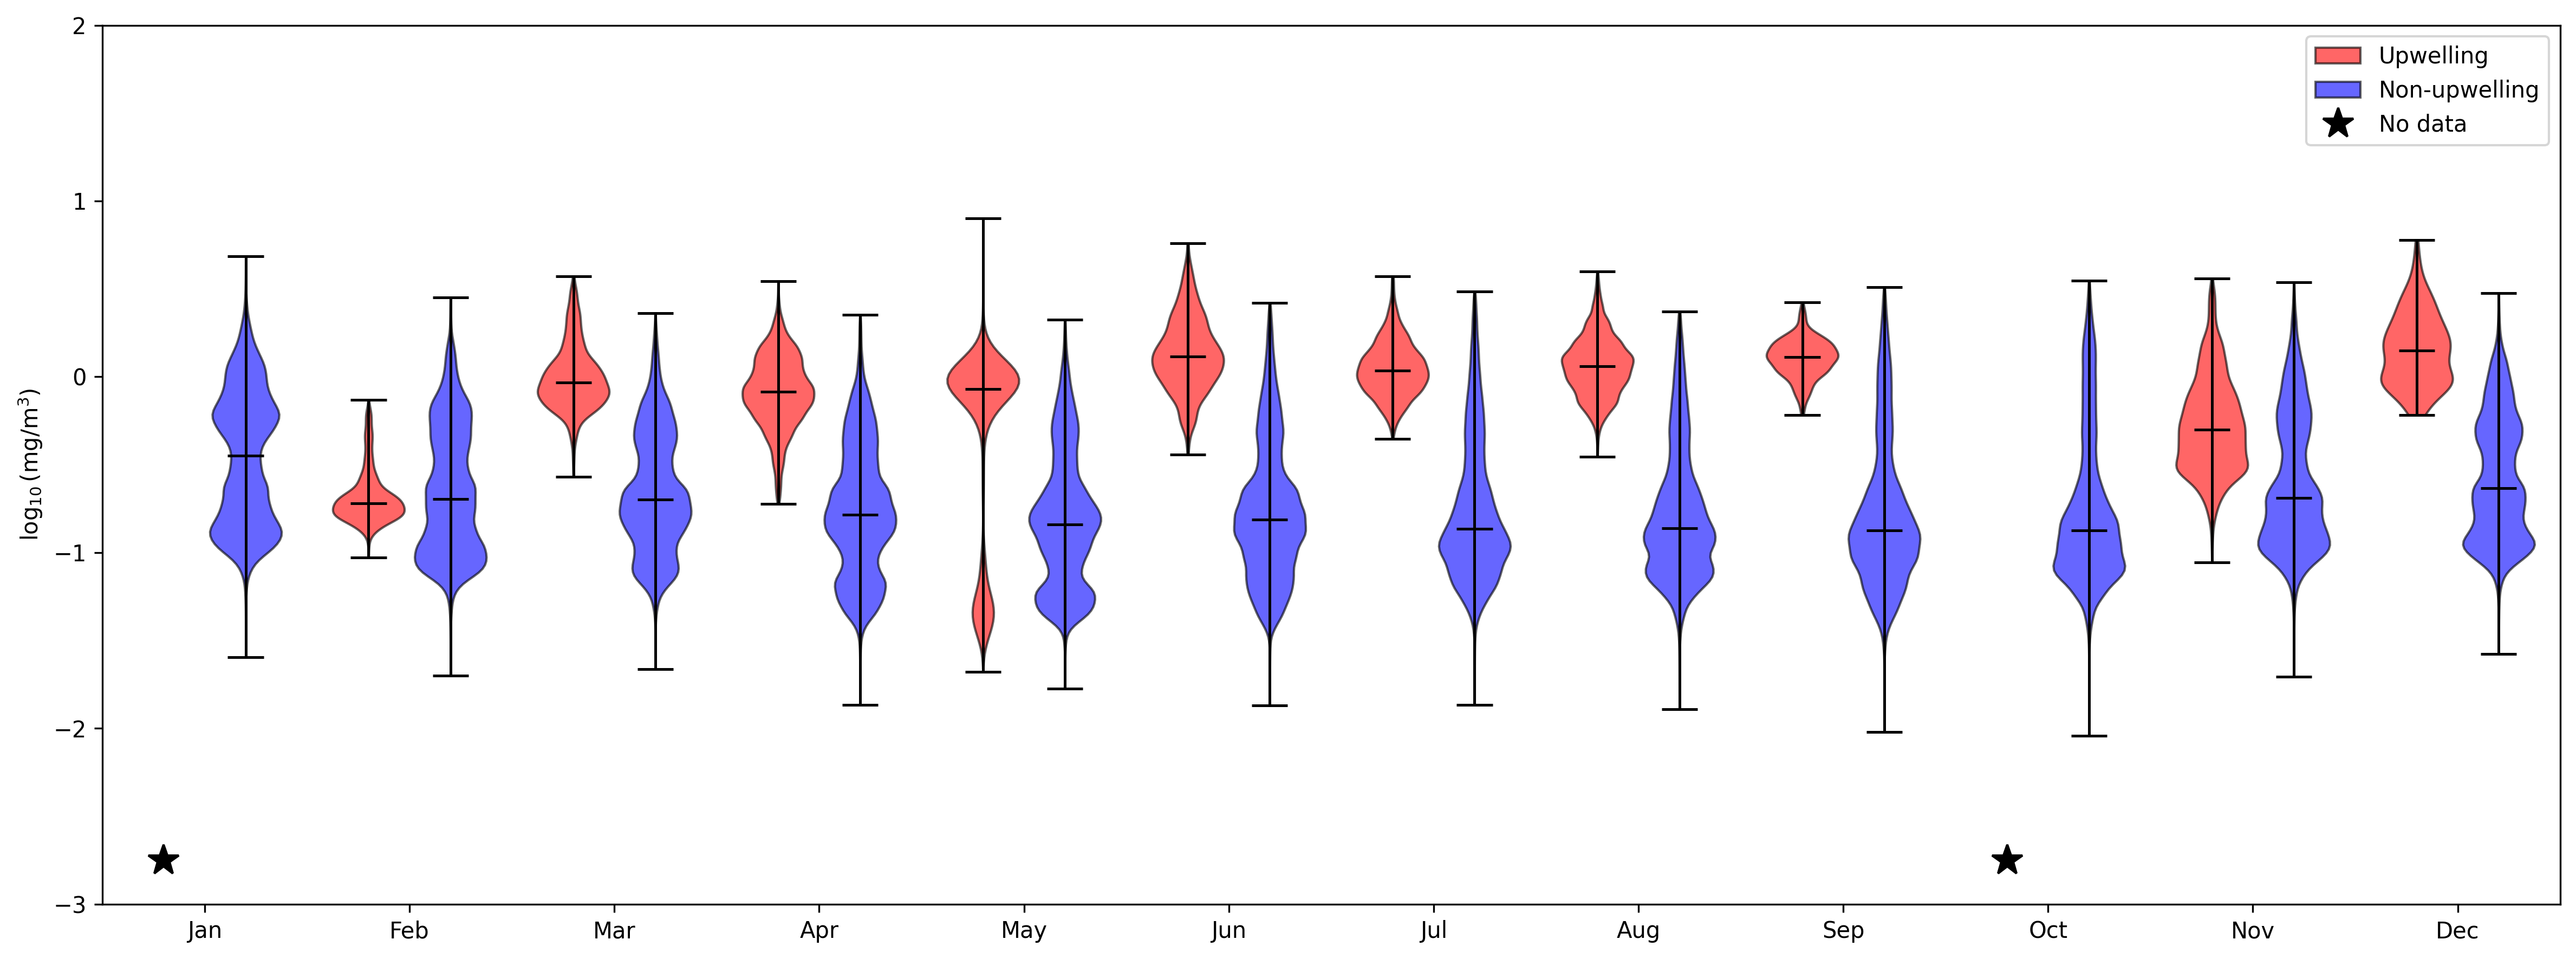 2
1
0
−1
−2
−3
log₁₀(mg/m³)
Upwelling
Non-upwelling
No data
Jan Feb Mar Apr May Jun Jul Aug Sep Oct Nov Dec